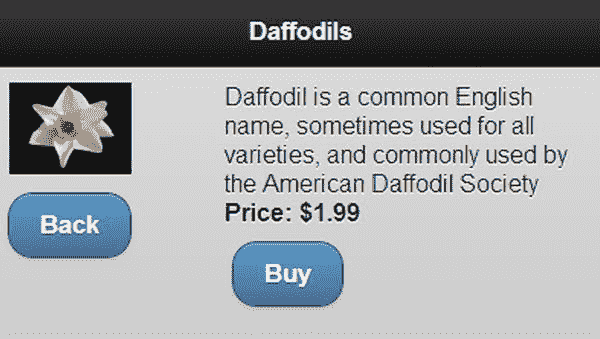 Daffodils
Daffodil is a common English
name, sometimes used for all
varieties, and commonly used by
the American Daffodil Society
Price: $1.99
Back
Buy